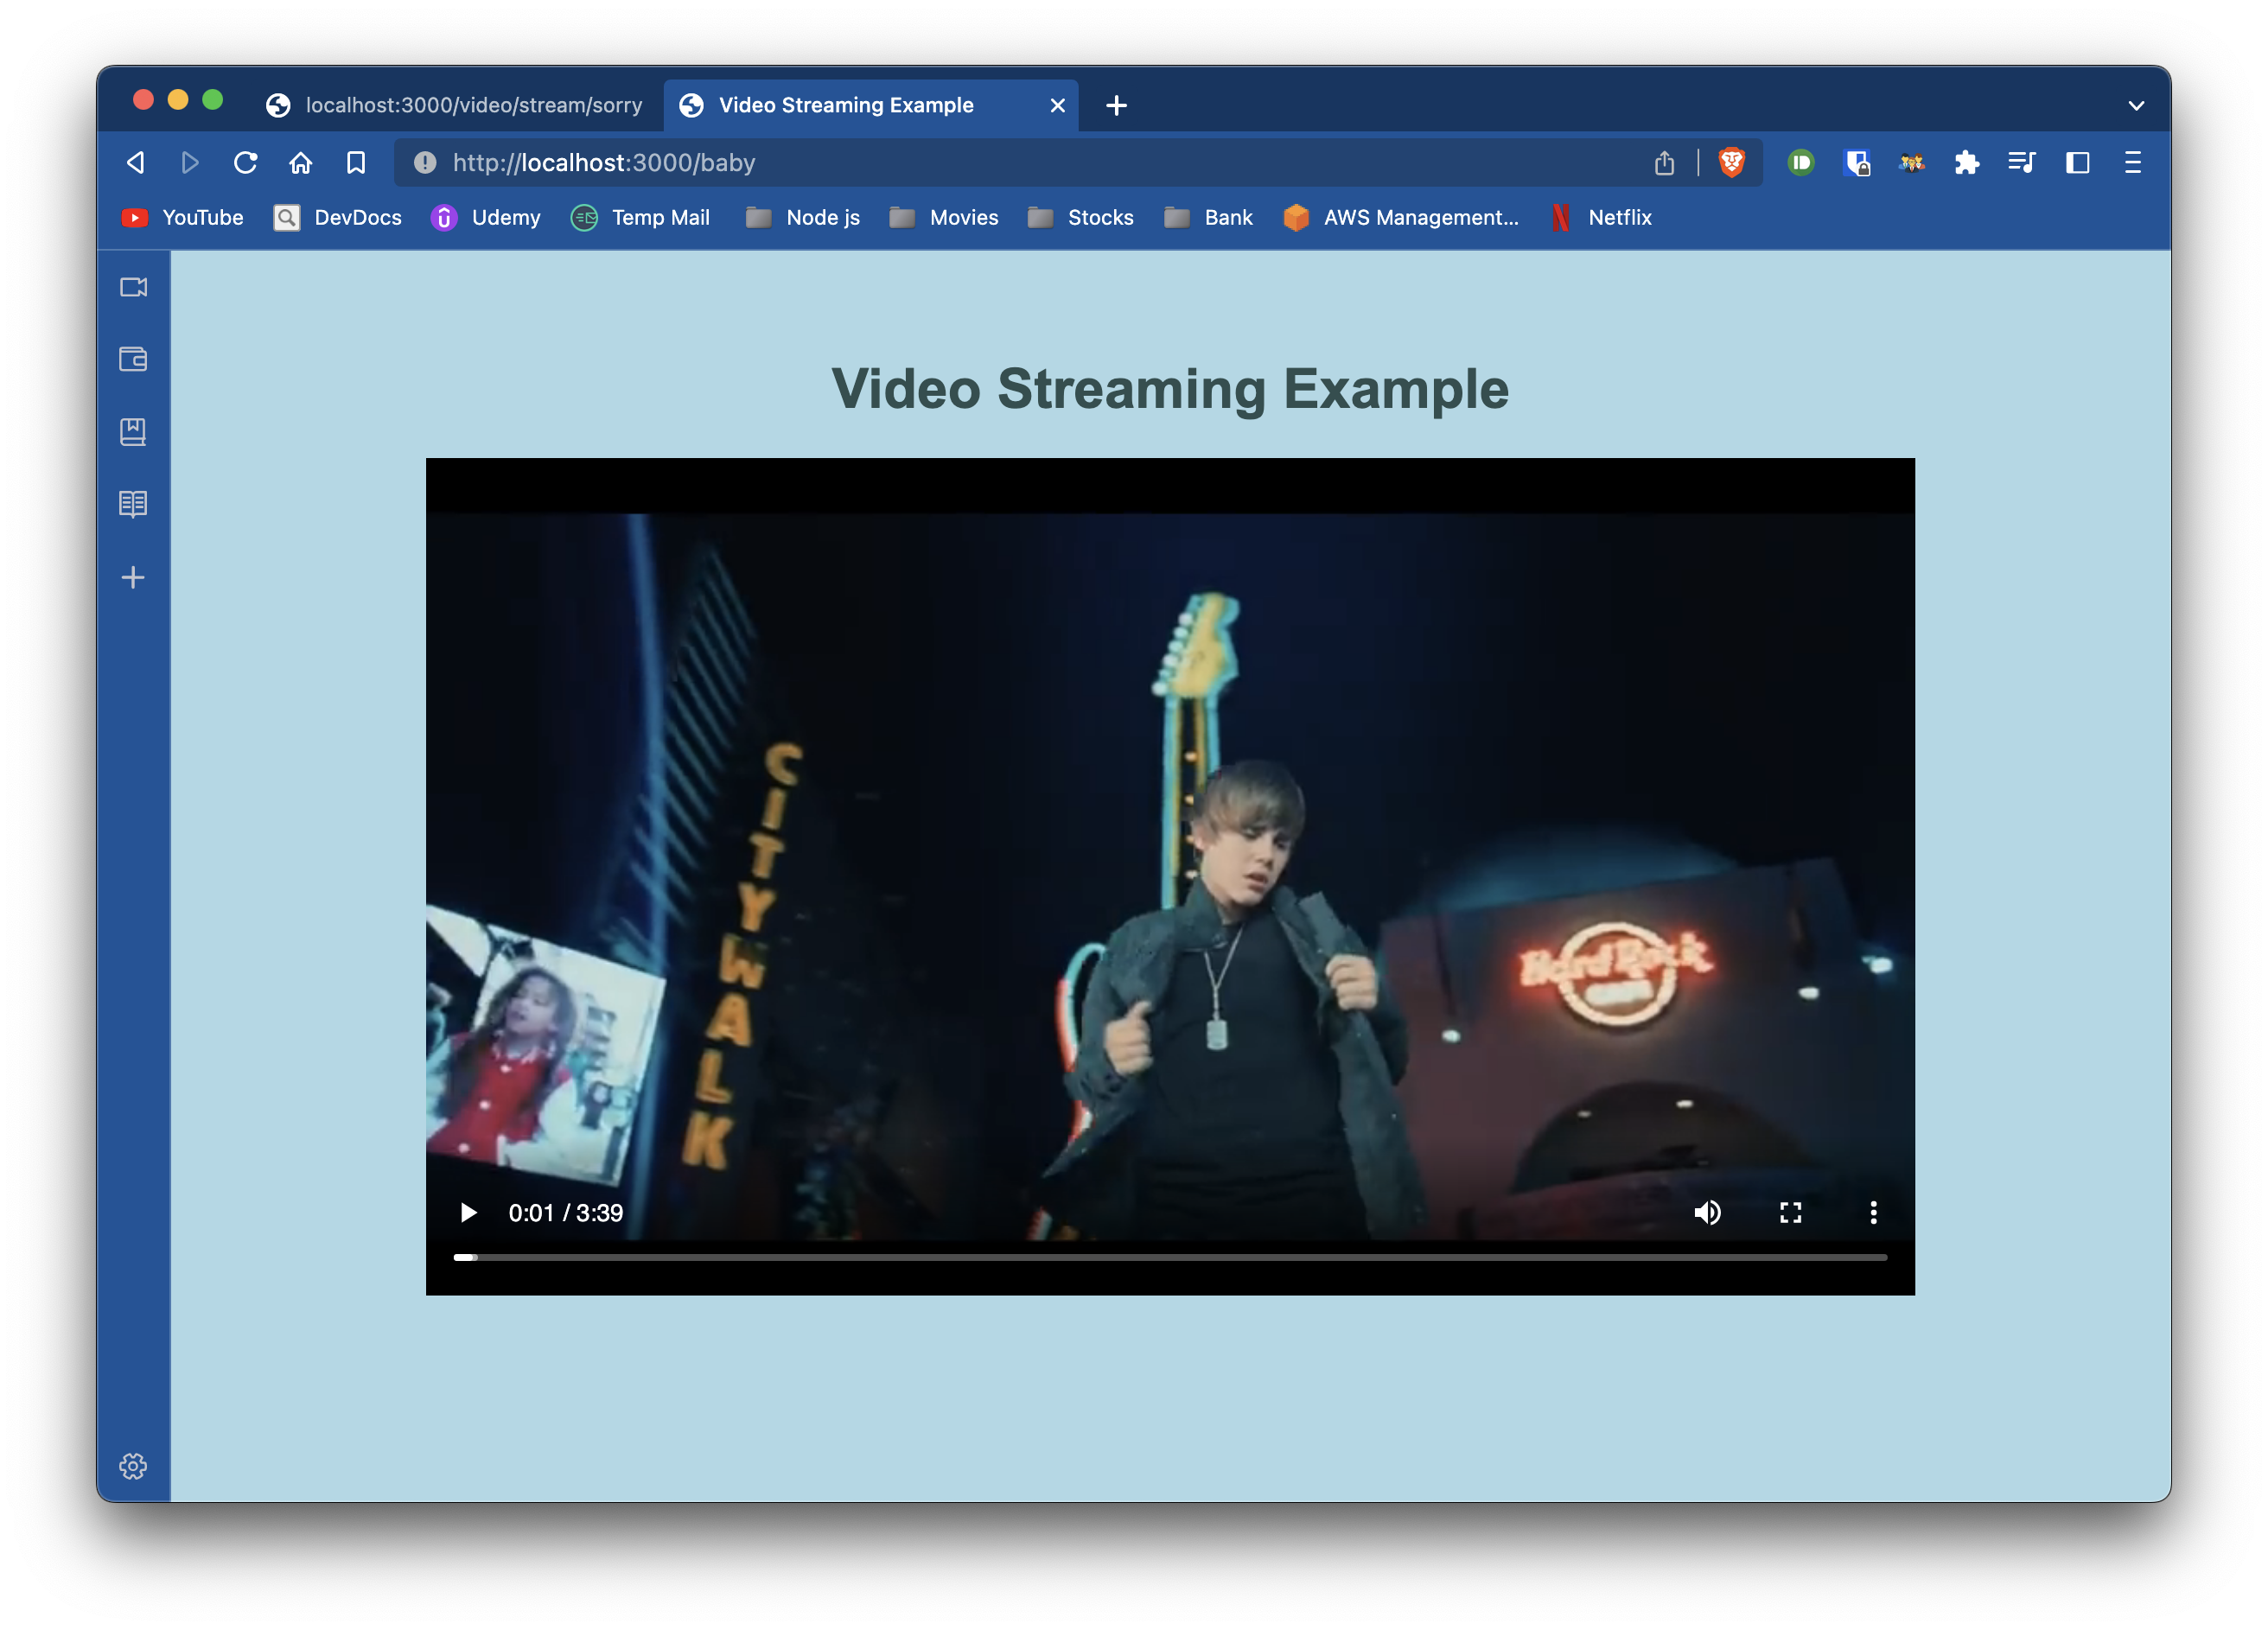 localhost:3000/video/stream/sorry
Video Streaming Example
http://localhost:3000/baby
YouTube DevDocs Udemy Temp Mail Node js Movies Stocks Bank AWS Management... Netflix
Video Streaming Example
CITYWALK
Hard Rock
CAFE
0:01 / 3:39